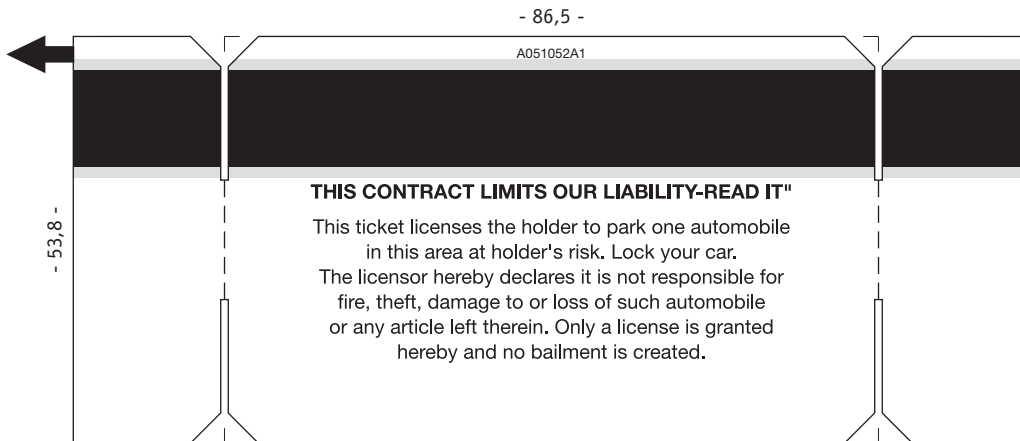 - 86,5 -
A051052A1
- 53,8 -
THIS CONTRACT LIMITS OUR LIABILITY-READ IT"
This ticket licenses the holder to park one automobile
in this area at holder's risk. Lock your car.
The licensor hereby declares it is not responsible for
fire, theft, damage to or loss of such automobile
or any article left therein. Only a license is granted
hereby and no bailment is created.